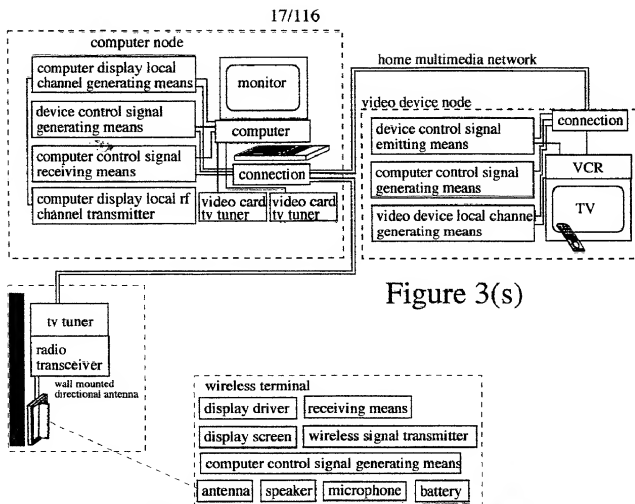 17/116
computer node
computer display local
channel generating means
device control signal
generating means
computer control signal
receiving means
computer display local rf
channel transmitter
monitor
computer
connection
video card
tv tuner
video card
tv tuner
home multimedia network
video device node
connection
device control signal
emitting means
computer control signal
generating means
video device local channel
generating means
VCR
TV
Figure 3(s)
tv tuner
radio
transceiver
wall mounted
directional antenna
wireless terminal
display driver
receiving means
display screen
wireless signal transmitter
computer control signal generating means
antenna
speaker
microphone
battery